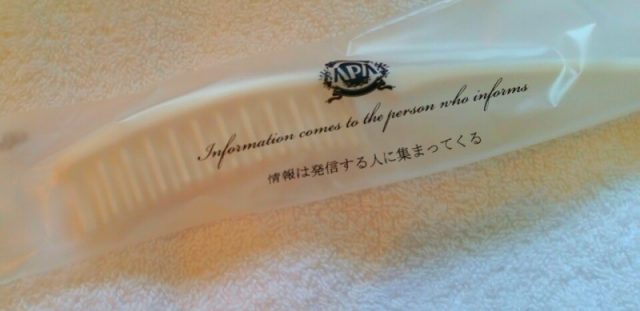 APA
Information comes to the person who informs
情報は発信する人に集まってくる